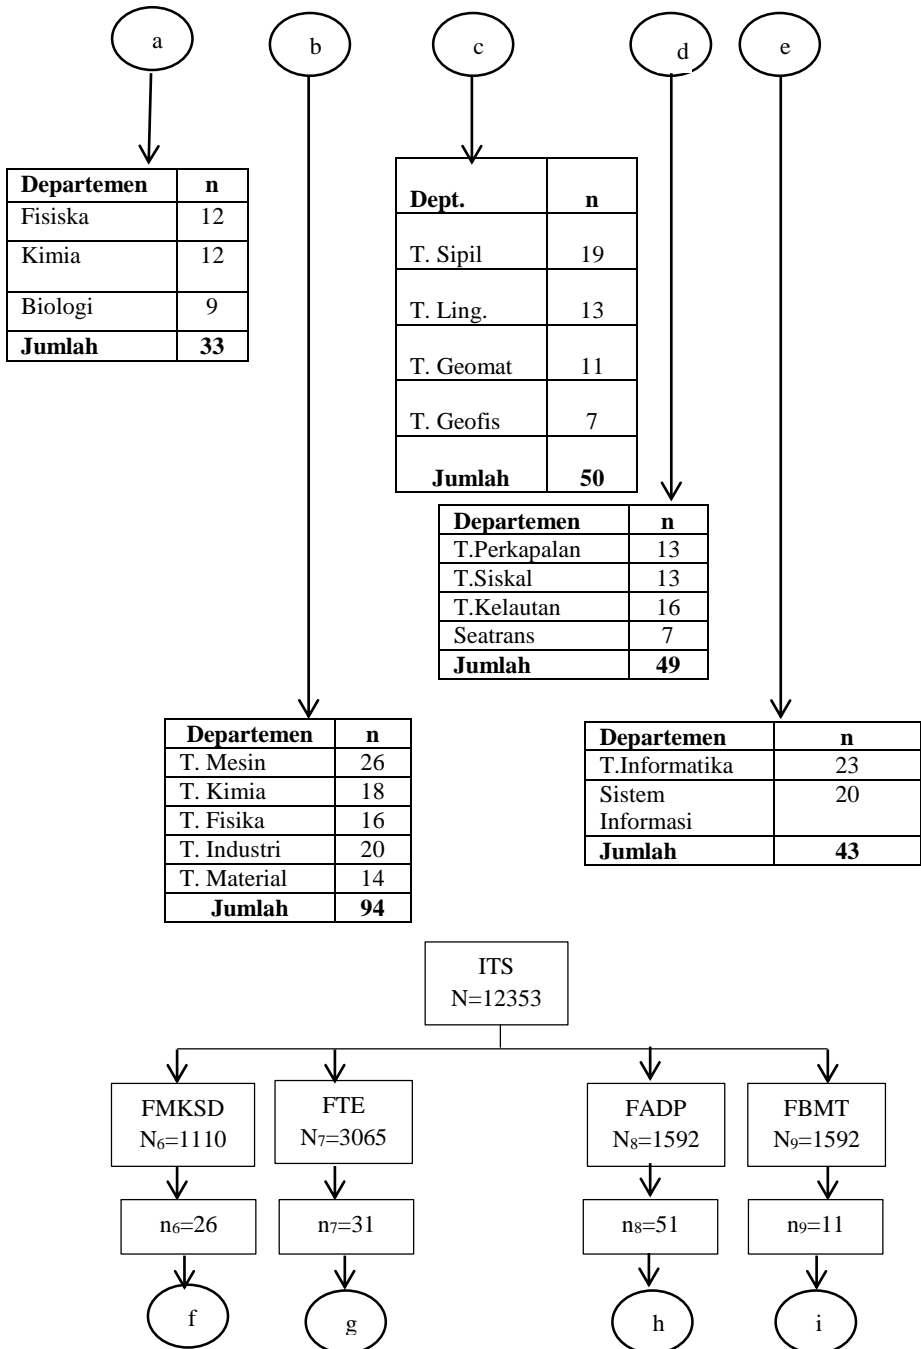 a
b
c
d
e
Departemen n
Fisiska 12
Kimia 12
Biologi 9
Jumlah 33
Dept. n
T. Sipil 19
T. Ling. 13
T. Geomat 11
T. Geofis 7
Jumlah 50
Departemen n
T.Perkapalan 13
T.Siskal 13
T.Kelautan 16
Seatrans 7
Jumlah 49
Departemen n
T. Mesin 26
T. Kimia 18
T. Fisika 16
T. Industri 20
T. Material 14
Jumlah 94
Departemen n
T.Informatika 23
Sistem 20
Informasi
Jumlah 43
ITS
N=12353
FMKSD
N₆=1110
FTE
N₇=3065
FADP
N₈=1592
FBMT
N₉=1592
n₆=26
n₇=31
n₈=51
n₉=11
f
g
h
i